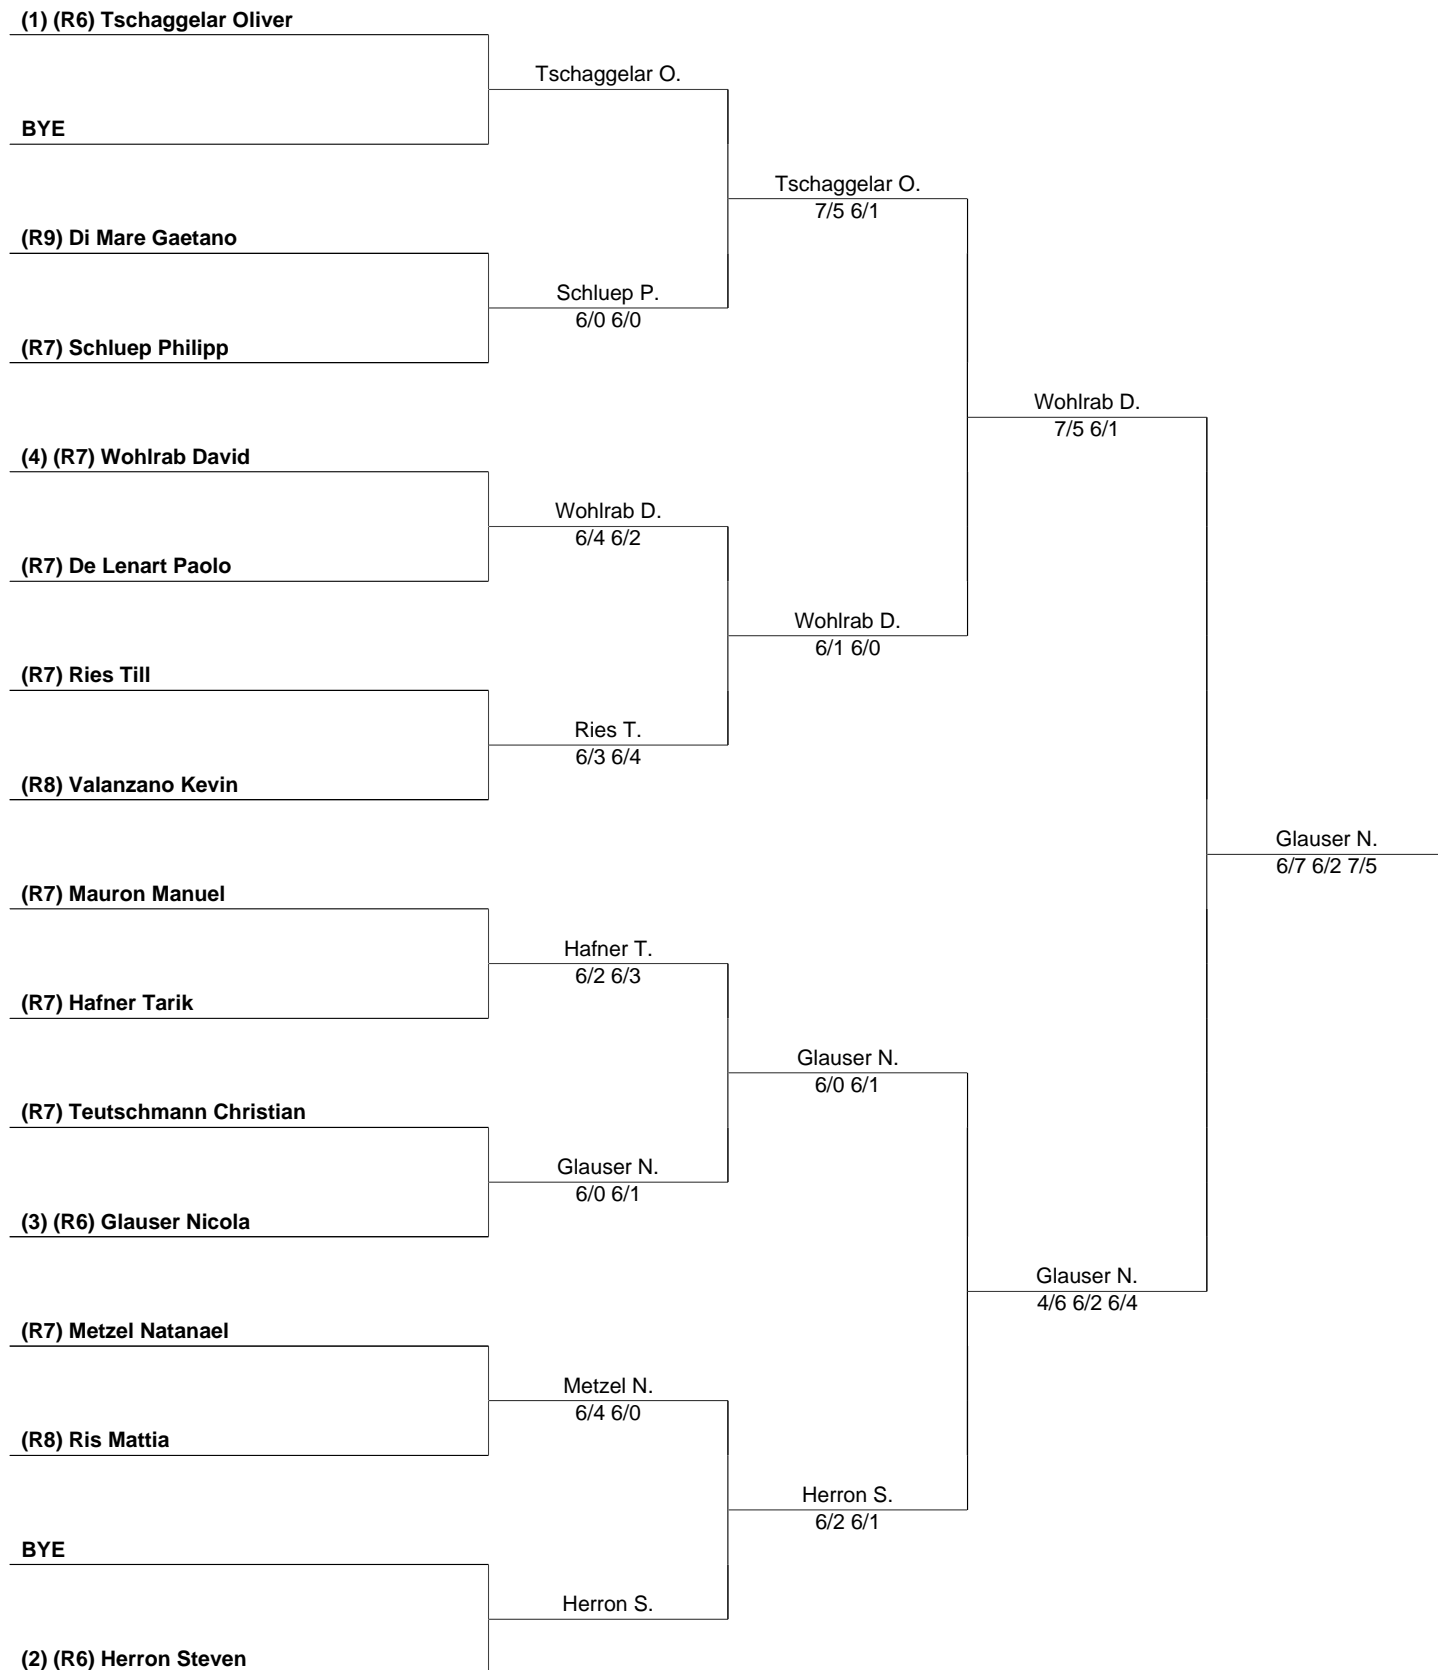 (1) (R6) Tschaggelar Oliver
Tschaggelar O.
BYE
Tschaggelar O.
7/5 6/1
(R9) Di Mare Gaetano
Schluep P.
6/0 6/0
(R7) Schluep Philipp
Wohlrab D.
7/5 6/1
(4) (R7) Wohlrab David
Wohlrab D.
6/4 6/2
(R7) De Lenart Paolo
Wohlrab D.
6/1 6/0
(R7) Ries Till
Ries T.
6/3 6/4
(R8) Valanzano Kevin
Glauser N.
6/7 6/2 7/5
(R7) Mauron Manuel
Hafner T.
6/2 6/3
(R7) Hafner Tarik
Glauser N.
6/0 6/1
(R7) Teutschmann Christian
Glauser N.
6/0 6/1
(3) (R6) Glauser Nicola
Glauser N.
4/6 6/2 6/4
(R7) Metzel Natanael
Metzel N.
6/4 6/0
(R8) Ris Mattia
Herron S.
6/2 6/1
BYE
Herron S.
(2) (R6) Herron Steven